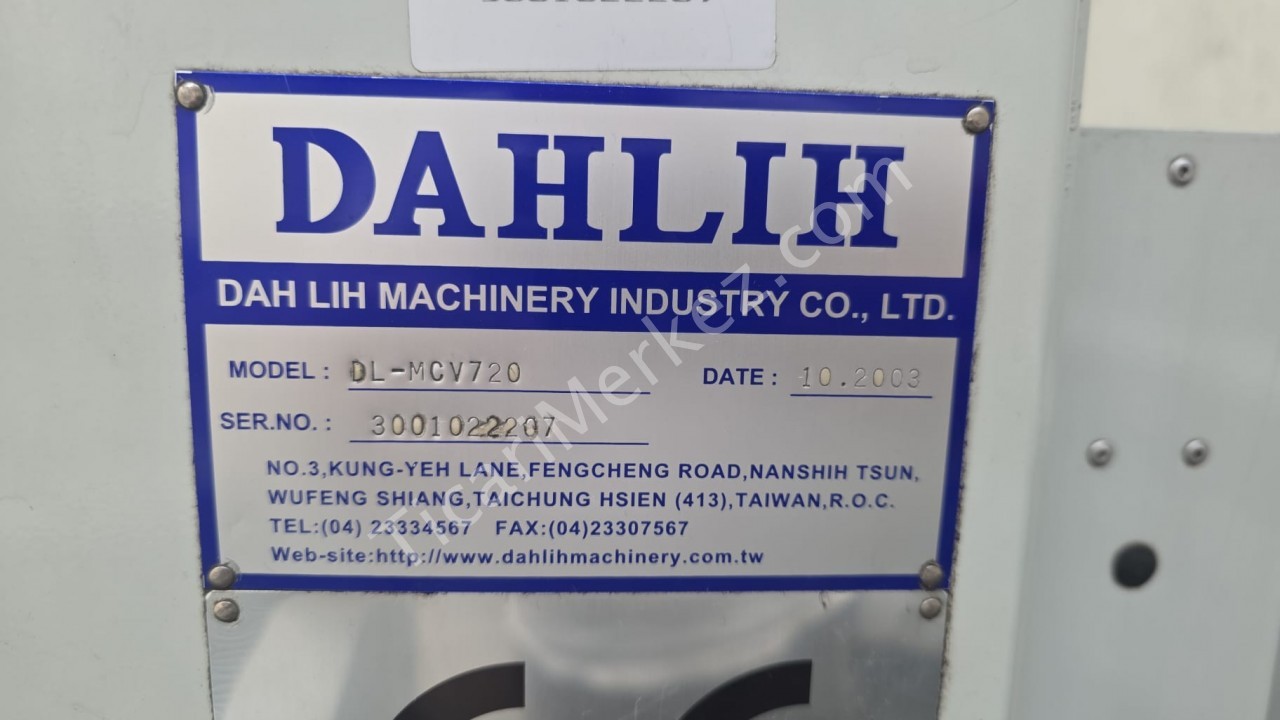 DAHLIH
DAH LIH MACHINERY INDUSTRY CO., LTD.
MODEL : DL-MCV720 DATE : 10.2003
SER.NO. : 3001022207
NO.3,KUNG-YEH LANE,FENGCHENG ROAD,NANSHIH TSUN,
WUFENG SHIANG,TAICHUNG HSIEN (413),TAIWAN,R.O.C.
TEL:(04) 23334567 FAX:(04)23307567
Web-site:http://www.dahlihmachinery.com.tw
TicariMerkez.com